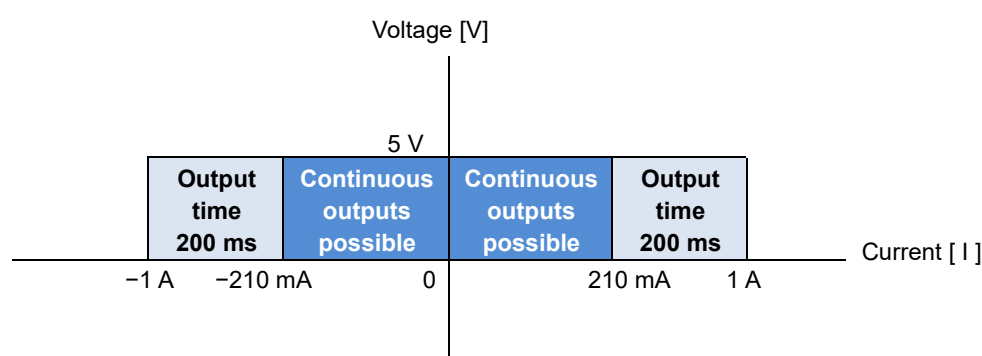 Voltage [V]
5 V
Output
time
200 ms
Continuous
outputs
possible
Continuous
outputs
possible
Output
time
200 ms
Current [ I ]
−1 A
−210 mA
0
210 mA
1 A